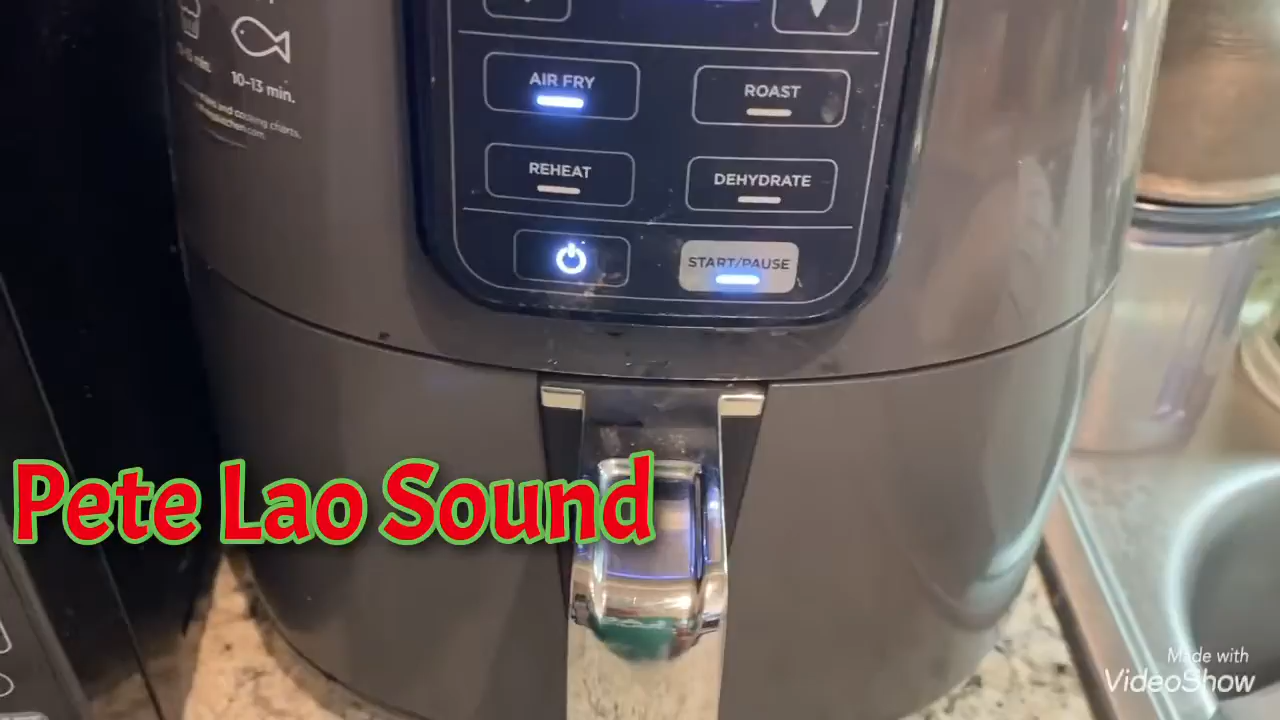 10-13 min.
AIR FRY
ROAST
REHEAT
DEHYDRATE
START/PAUSE
Pete Lao Sound
Made with
VideoShow